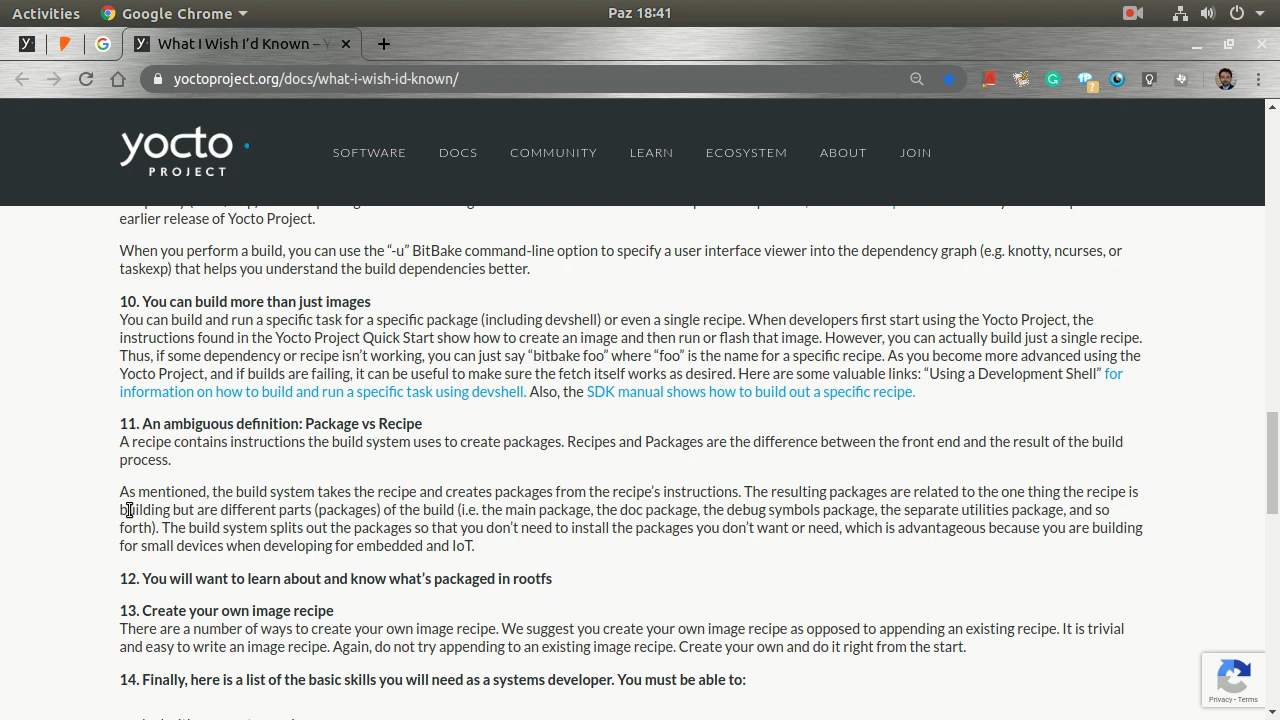 Activities Google Chrome Paz 18:41
What I Wish I'd Known – Y
yoctoproject.org/docs/what-i-wish-id-known/
yocto
PROJECT
SOFTWARE DOCS COMMUNITY LEARN ECOSYSTEM ABOUT JOIN
earlier release of Yocto Project.
When you perform a build, you can use the “-u” BitBake command-line option to specify a user interface viewer into the dependency graph (e.g. knotty, ncurses, or
taskexp) that helps you understand the build dependencies better.
10. You can build more than just images
You can build and run a specific task for a specific package (including devshell) or even a single recipe. When developers first start using the Yocto Project, the
instructions found in the Yocto Project Quick Start show how to create an image and then run or flash that image. However, you can actually build just a single recipe.
Thus, if some dependency or recipe isn’t working, you can just say “bitbake foo” where “foo” is the name for a specific recipe. As you become more advanced using the
Yocto Project, and if builds are failing, it can be useful to make sure the fetch itself works as desired. Here are some valuable links: “Using a Development Shell” for
information on how to build and run a specific task using devshell. Also, the SDK manual shows how to build out a specific recipe.
11. An ambiguous definition: Package vs Recipe
A recipe contains instructions the build system uses to create packages. Recipes and Packages are the difference between the front end and the result of the build
process.
As mentioned, the build system takes the recipe and creates packages from the recipe’s instructions. The resulting packages are related to the one thing the recipe is
building but are different parts (packages) of the build (i.e. the main package, the doc package, the debug symbols package, the separate utilities package, and so
forth). The build system splits out the packages so that you don’t need to install the packages you don’t want or need, which is advantageous because you are building
for small devices when developing for embedded and IoT.
12. You will want to learn about and know what’s packaged in rootfs
13. Create your own image recipe
There are a number of ways to create your own image recipe. We suggest you create your own image recipe as opposed to appending an existing recipe. It is trivial
and easy to write an image recipe. Again, do not try appending to an existing image recipe. Create your own and do it right from the start.
14. Finally, here is a list of the basic skills you will need as a systems developer. You must be able to:
Privacy - Terms